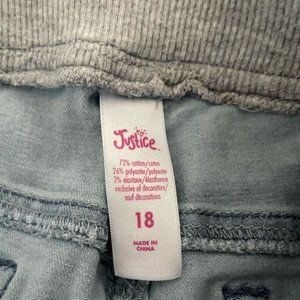 Justice
72% cotton/coton
26% polyester/polyester
2% elastane/élasthanne
exclusive of decoration/
sauf décorations
18
MADE IN
CHINA